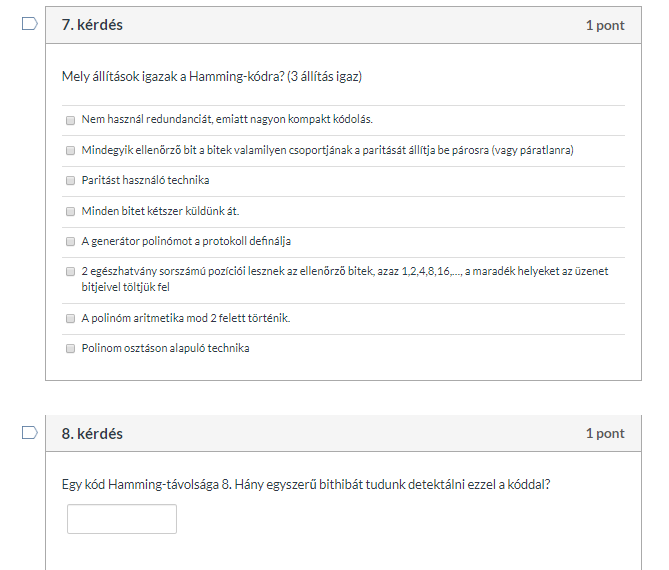 7. kérdés
1 pont
Mely állítások igazak a Hamming-kódra? (3 állítás igaz)
Nem használ redundanciát, emiatt nagyon kompakt kódolás.
Mindegyik ellenőrző bit a bitek valamilyen csoportjának a paritását állítja be párosra (vagy páratlanra)
Paritást használó technika
Minden bitet kétszer küldünk át.
A generátor polinómot a protokoll definálja
2 egészhatvány sorszámú pozíciói lesznek az ellenőrző bitek, azaz 1,2,4,8,16,..., a maradék helyeket az üzenet
bitjeivel töltjük fel
A polinóm aritmetika mod 2 felett történik.
Polinom osztáson alapuló technika
8. kérdés
1 pont
Egy kód Hamming-távolsága 8. Hány egyszerű bithibát tudunk detektálni ezzel a kóddal?